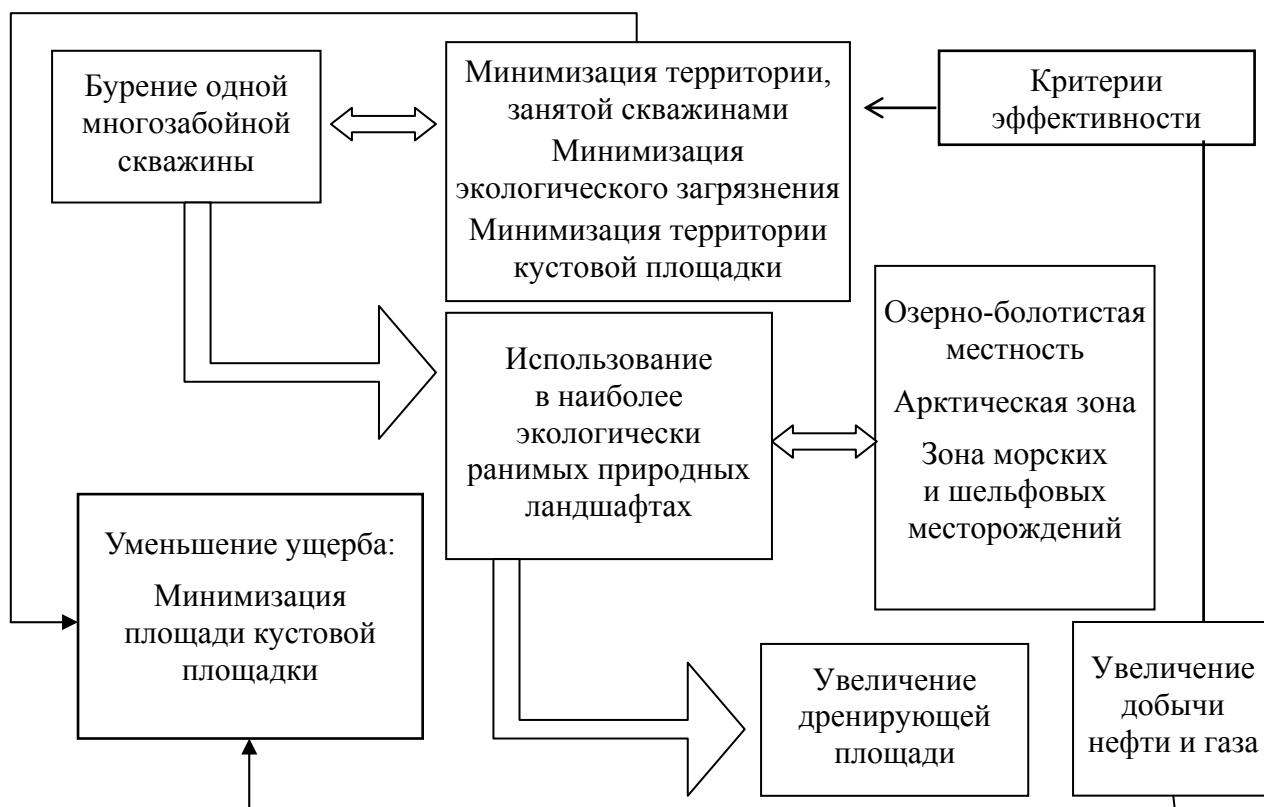 Бурение одной
многозабойной
скважины
Минимизация территории,
занятой скважинами
Минимизация
экологического загрязнения
Минимизация территории
кустовой площадки
Критерии
эффективности
Использование
в наиболее
экологически
ранимых природных
ландшафтах
Озерно-болотистая
местность
Арктическая зона
Зона морских
и шельфовых
месторождений
Уменьшение ущерба:
Минимизация
площади кустовой
площадки
Увеличение
дренирующей
площади
Увеличение
добычи
нефти и газа